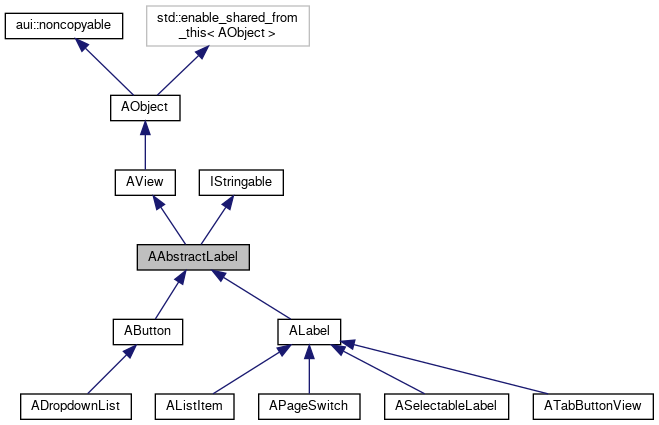 aui::noncopyable
std::enable_shared_from
_this< AObject >
AObject
AView
IStringable
AAbstractLabel
AButton
ALabel
ADropdownList
AListItem
APageSwitch
ASelectableLabel
ATabButtonView